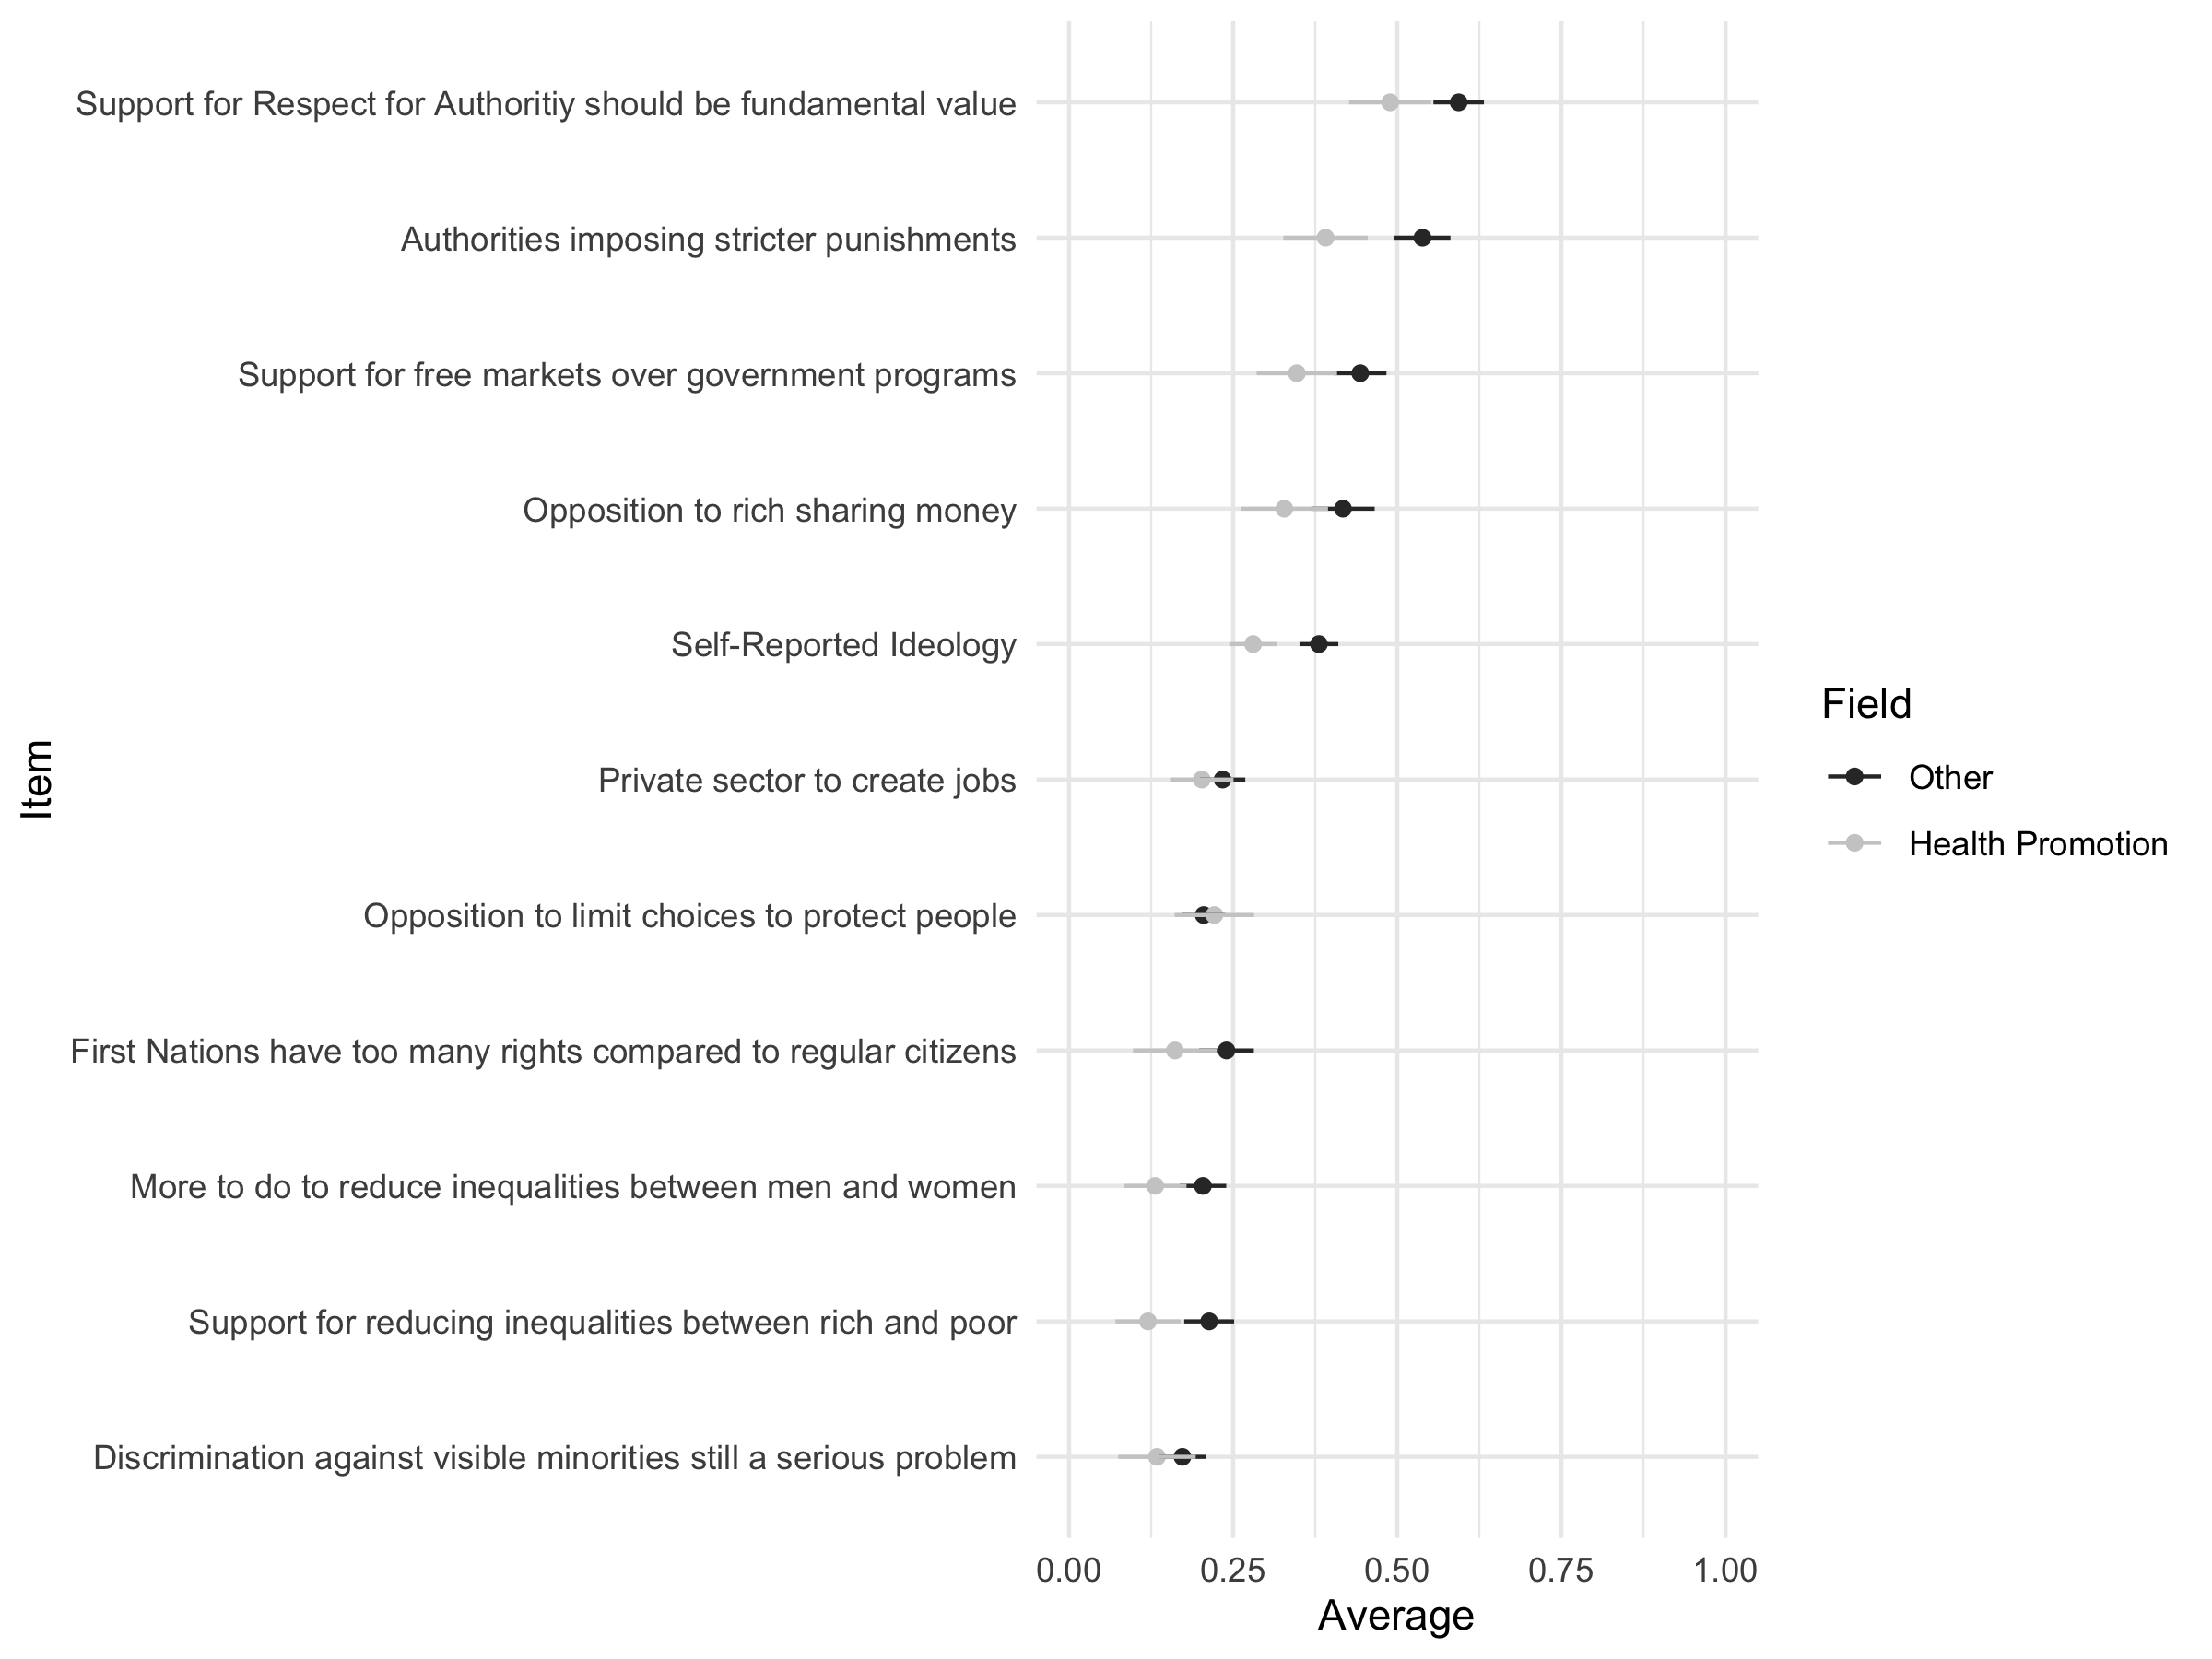 Support for Respect for Authoritiy should be fundamental value
Authorities imposing stricter punishments
Support for free markets over government programs
Opposition to rich sharing money
Self-Reported Ideology
Private sector to create jobs
Opposition to limit choices to protect people
First Nations have too many rights compared to regular citizens
More to do to reduce inequalities between men and women
Support for reducing inequalities between rich and poor
Discrimination against visible minorities still a serious problem
Item
0.00 0.25 0.50 0.75 1.00
Average
Field
Other
Health Promotion